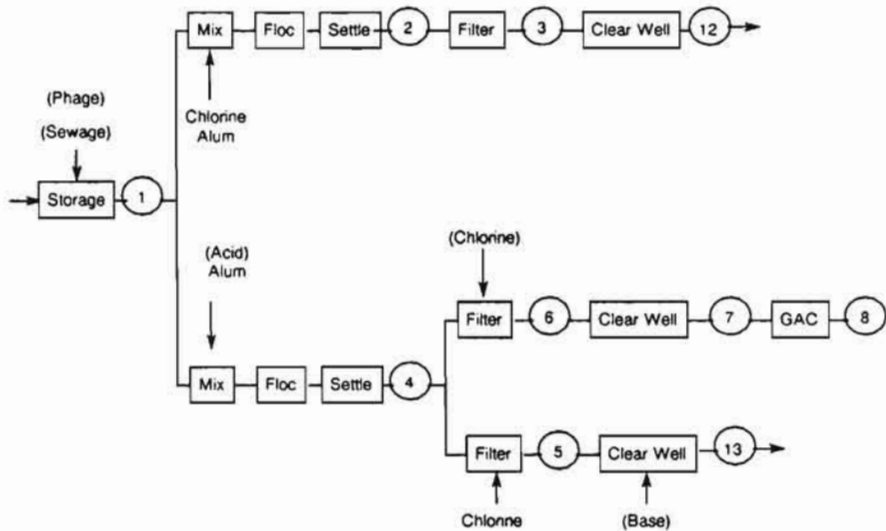 Mix Floc Settle 2 Filter 3 Clear Well 12
(Phage)
(Sewage)
Chlorine
Alum
Storage 1
(Acid)
Alum
(Chlorine)
Filter 6 Clear Well 7 GAC 8
Mix Floc Settle 4
Filter 5 Clear Well 13
Chlonne
(Base)